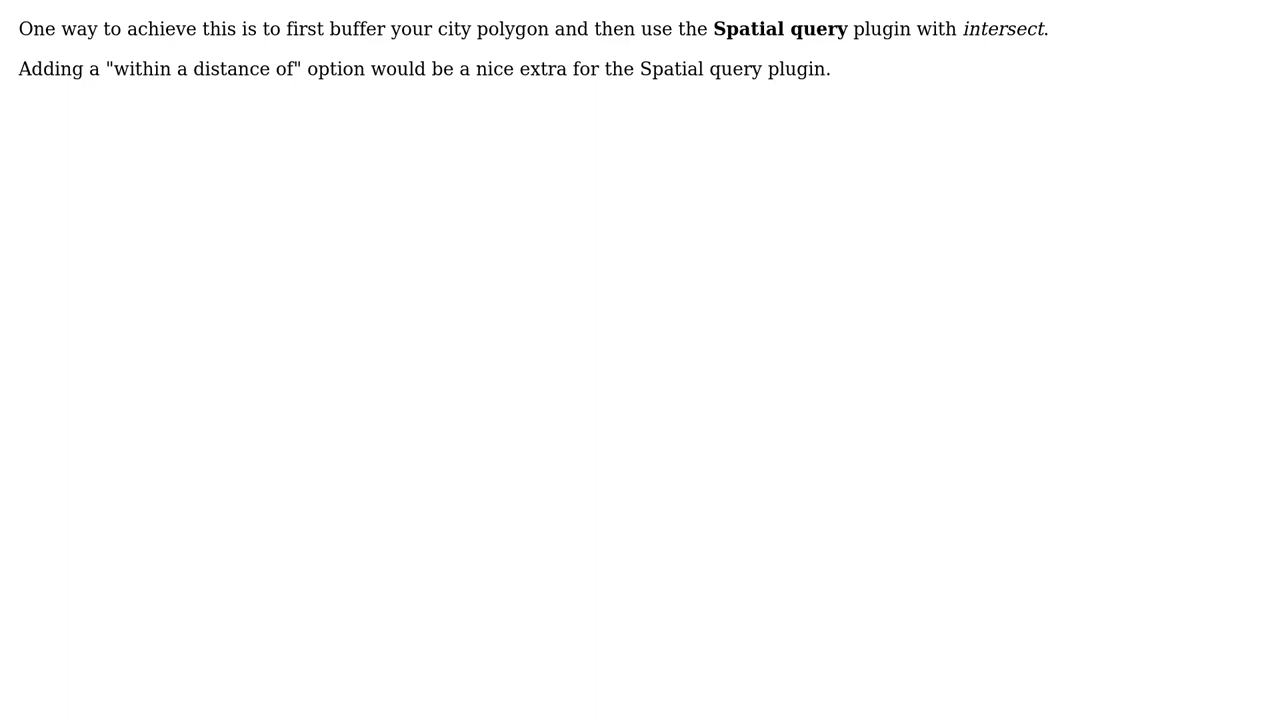 One way to achieve this is to first buffer your city polygon and then use the Spatial query plugin with intersect.
Adding a "within a distance of" option would be a nice extra for the Spatial query plugin.